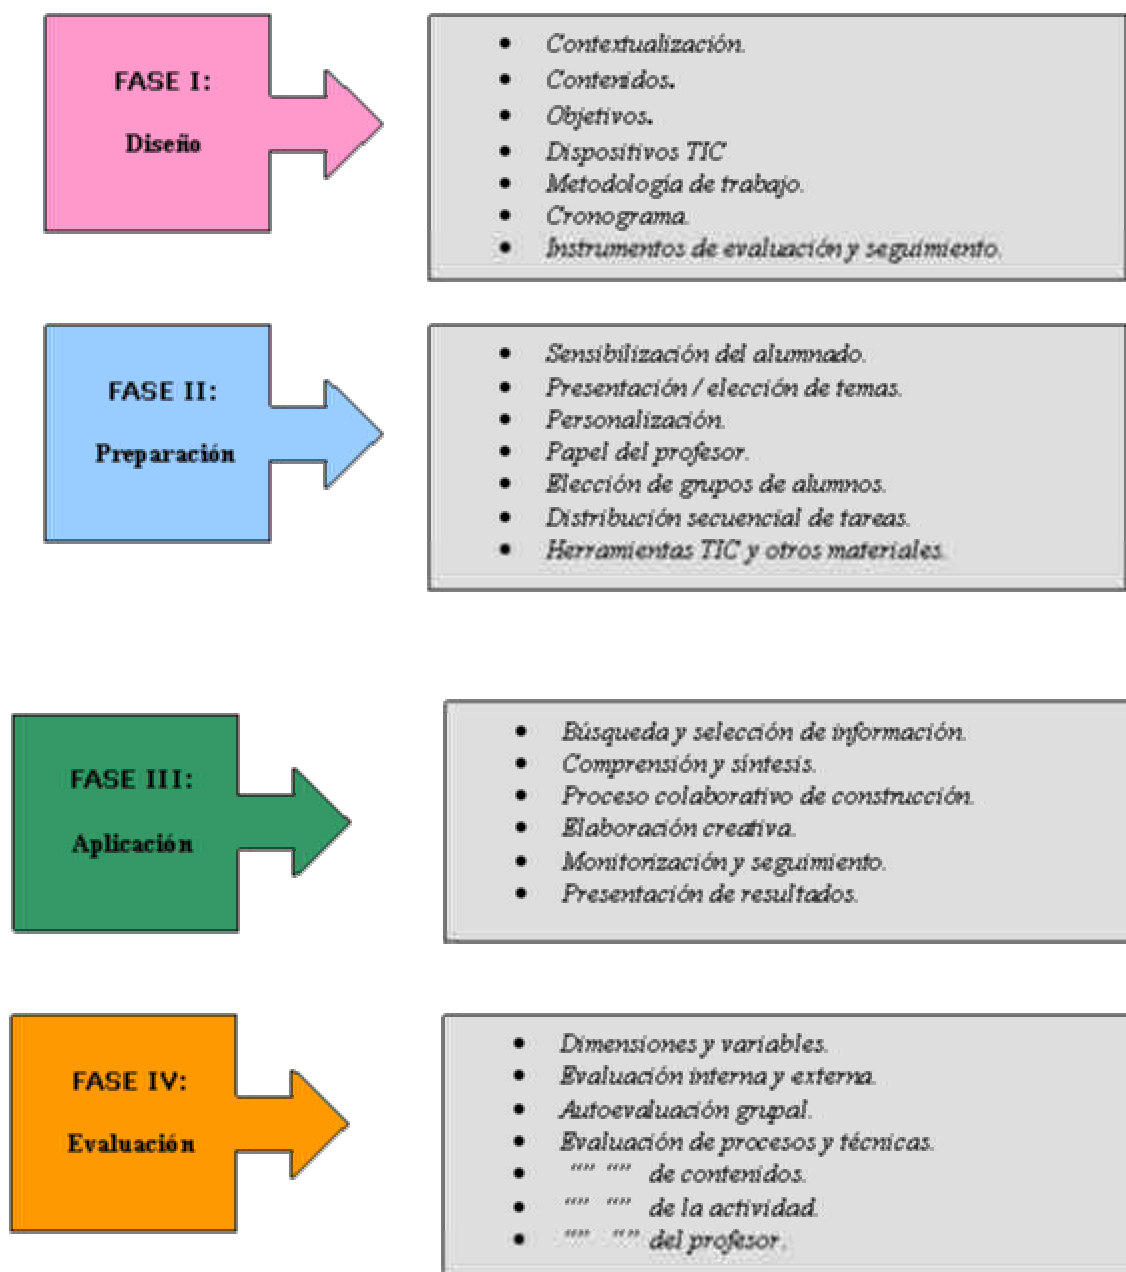 FASE I:
Diseño
• Contextualización.
• Contenidos.
• Objetivos.
• Dispositivos TIC
• Metodología de trabajo.
• Cronograma.
• Instrumentos de evaluación y seguimiento.
FASE II:
Preparación
• Sensibilización del alumnado.
• Presentación / elección de temas.
• Personalización.
• Papel del profesor.
• Elección de grupos de alumnos.
• Distribución secuencial de tareas.
• Herramientas TIC y otros materiales.
FASE III:
Aplicación
• Búsqueda y selección de información.
• Comprensión y síntesis.
• Proceso colaborativo de construcción.
• Elaboración creativa.
• Monitorización y seguimiento.
• Presentación de resultados.
FASE IV:
Evaluación
• Dimensiones y variables.
• Evaluación interna y externa.
• Autoevaluación grupal.
• Evaluación de procesos y técnicas.
• “” “” de contenidos.
• “” “” de la actividad.
• “” “” del profesor.